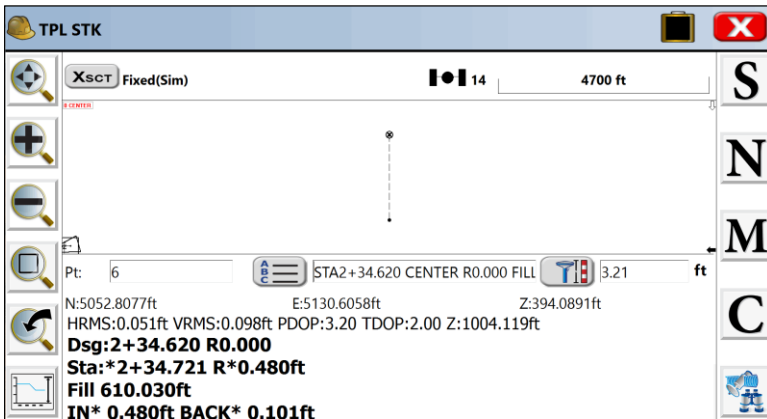 TPL STK
XSCT Fixed(Sim) 14 4700 ft
S
N
Pt: 6 A B C STA2+34.620 CENTER R0.000 FILL 3.21 ft
M
N:5052.8077ft E:5130.6058ft Z:394.0891ft
HRMS:0.051ft VRMS:0.098ft PDOP:3.20 TDOP:2.00 Z:1004.119ft
C
Dsg:2+34.620 R0.000
Sta:*2+34.721 R*0.480ft
Fill 610.030ft
IN* 0.480ft BACK* 0.101ft